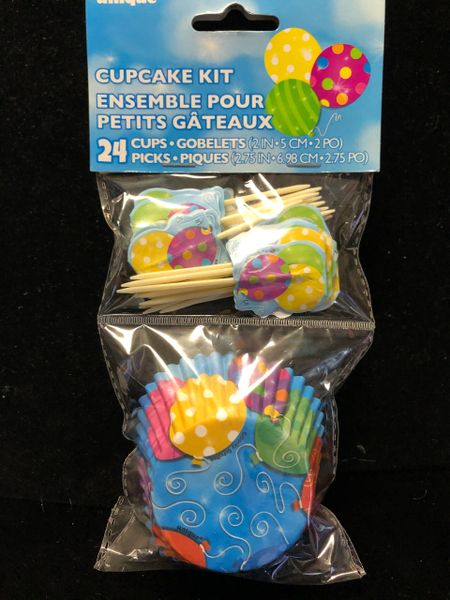 unique
CUPCAKE KIT
ENSEMBLE POUR
PETITS GÂTEAUX
24 CUPS • GOBELETS (2 IN • 5 CM • 2 PO)
PICKS • PIQUES (2.75 IN • 6.98 CM • 2.75 PO)